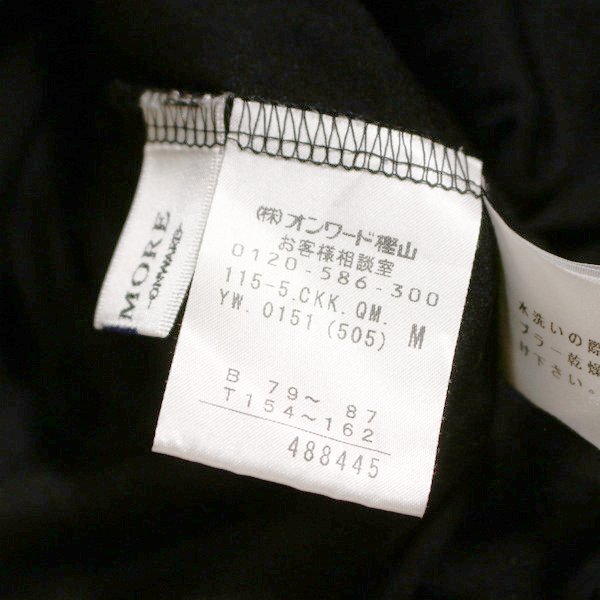 MORE
-ONWARD-
(株)オンワード樫山
お客様相談室
0120-586-300
115-5.CKK.QM.
YW.0151(505) M
B 79〜 87
T154〜162
488445
水洗いの際
ブラー乾燥
け下さい。